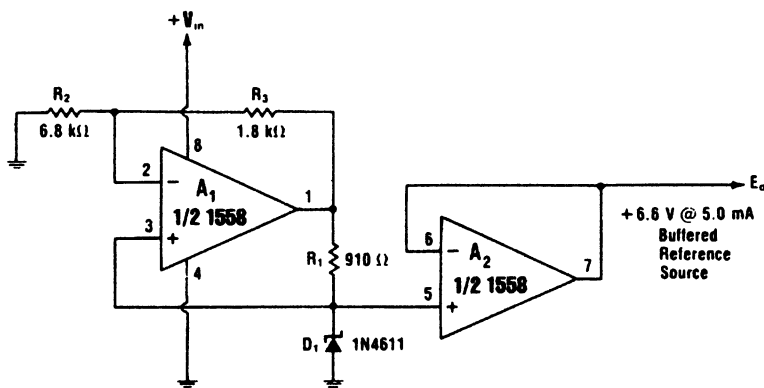 +V_in
R₂
6.8 kΩ
R₃
1.8 kΩ
8
2
−
A₁
1/2 1558
1
3
+
4
R₁ 910 Ω
D₁ 1N4611
6
−
A₂
1/2 1558
7
5
+
E₀
+6.6 V @ 5.0 mA
Buffered
Reference
Source